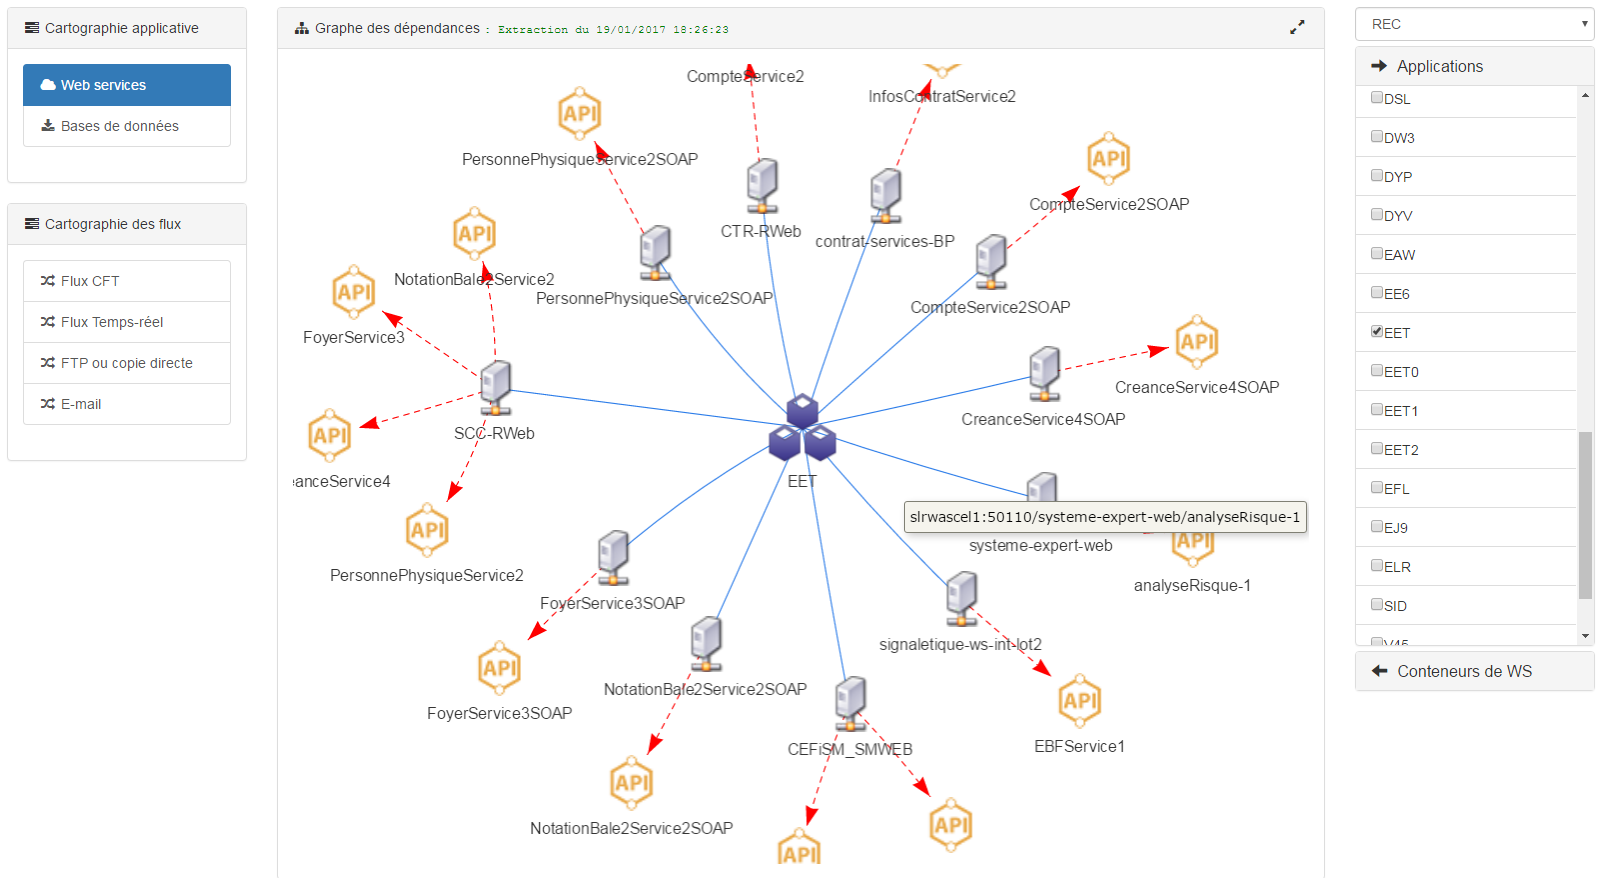 Cartographie applicative
Web services
Bases de données
Cartographie des flux
Flux CFT
Flux Temps-réel
FTP ou copie directe
E-mail
Graphe des dépendances : Extraction du 19/01/2017 18:26:23
CompteService2
InfosContratService2
API
PersonnePhysiqueService2SOAP
API
CompteService2SOAP
CTR-RWeb
contrat-services-BP
API
NotationBale2Service2
PersonnePhysiqueService2SOAP
CompteService2SOAP
API
FoyerService3
API
CreanceService4SOAP
CreanceService4SOAP
SCC-RWeb
API
eanceService4
EET
slrwascel1:50110/systeme-expert-web/analyseRisque-1
systeme-expert-web
API
PersonnePhysiqueService2
API
analyseRisque-1
FoyerService3SOAP
signaletique-ws-int-lot2
API
FoyerService3SOAP
NotationBale2Service2SOAP
API
EBFService1
CEFiSM_SMWEB
API
NotationBale2Service2SOAP
API
API
REC
Applications
DSL
DW3
DYP
DYV
EAW
EE6
EET
EET0
EET1
EET2
EFL
EJ9
ELR
SID
V45
Conteneurs de WS